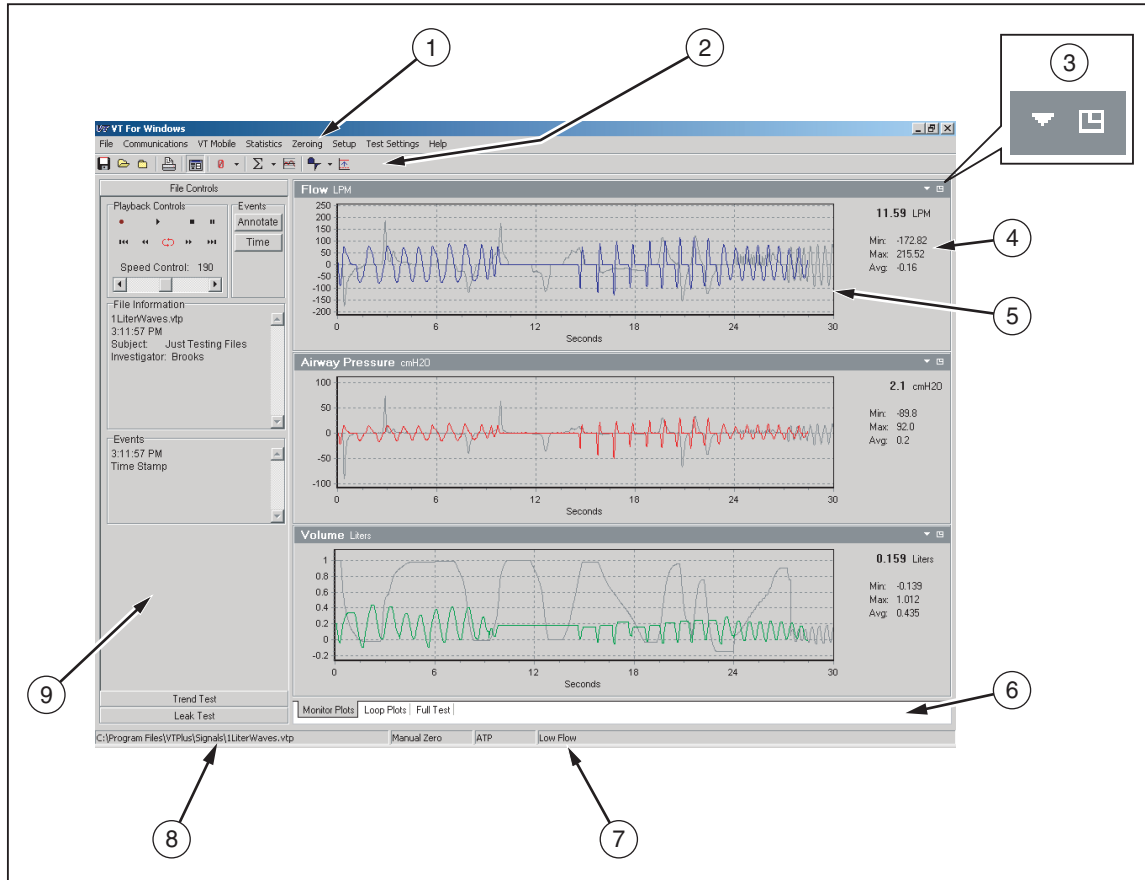 1
2
3
VT For Windows
File Communications VT Mobile Statistics Zeroing Setup Test Settings Help
File Controls
Playback Controls
Events
Annotate
Time
Speed Control: 190
File Information
1LiterWaves.vtp
3:11:57 PM
Subject: Just Testing Files
Investigator: Brooks
Events
3:11:57 PM
Time Stamp
Trend Test
Leak Test
Flow LPM
250
200
150
100
50
0
-50
-100
-150
-200
0 6 12 18 24 30
Seconds
11.59 LPM
Min: -172.82
Max: 215.52
Avg: -0.16
4
5
Airway Pressure cmH2O
100
50
0
-50
-100
0 6 12 18 24 30
Seconds
2.1 cmH2O
Min: -89.8
Max: 92.0
Avg: 0.2
Volume Liters
1
0.8
0.6
0.4
0.2
0
-0.2
0 6 12 18 24 30
Seconds
0.159 Liters
Min: -0.139
Max: 1.012
Avg: 0.435
Monitor Plots Loop Plots Full Test
6
9
C:\Program Files\VTPlus\Signals\1LiterWaves.vtp Manual Zero ATP Low Flow
8
7